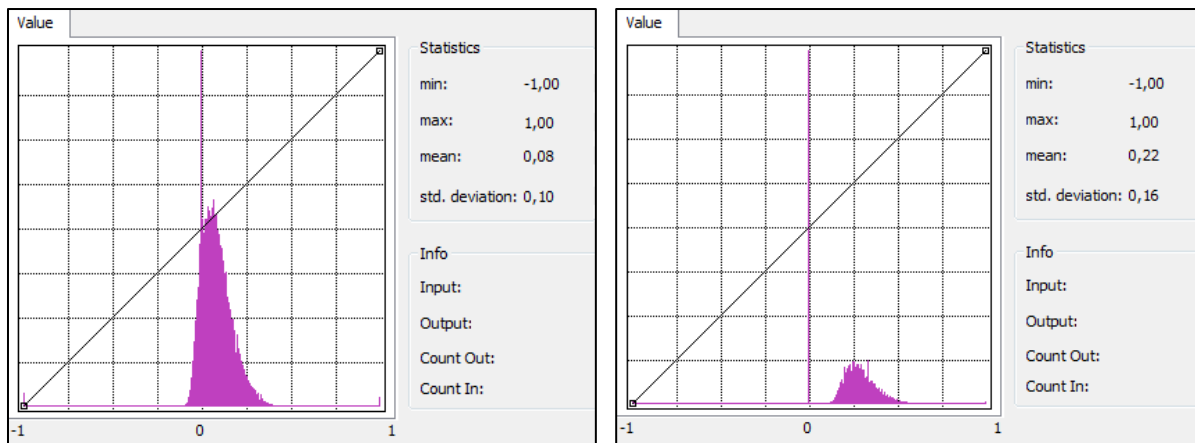 Value
Statistics
min: -1,00
max: 1,00
mean: 0,08
std. deviation: 0,10
Info
Input:
Output:
Count Out:
Count In:
-1 0 1
Value
Statistics
min: -1,00
max: 1,00
mean: 0,22
std. deviation: 0,16
Info
Input:
Output:
Count Out:
Count In:
-1 0 1